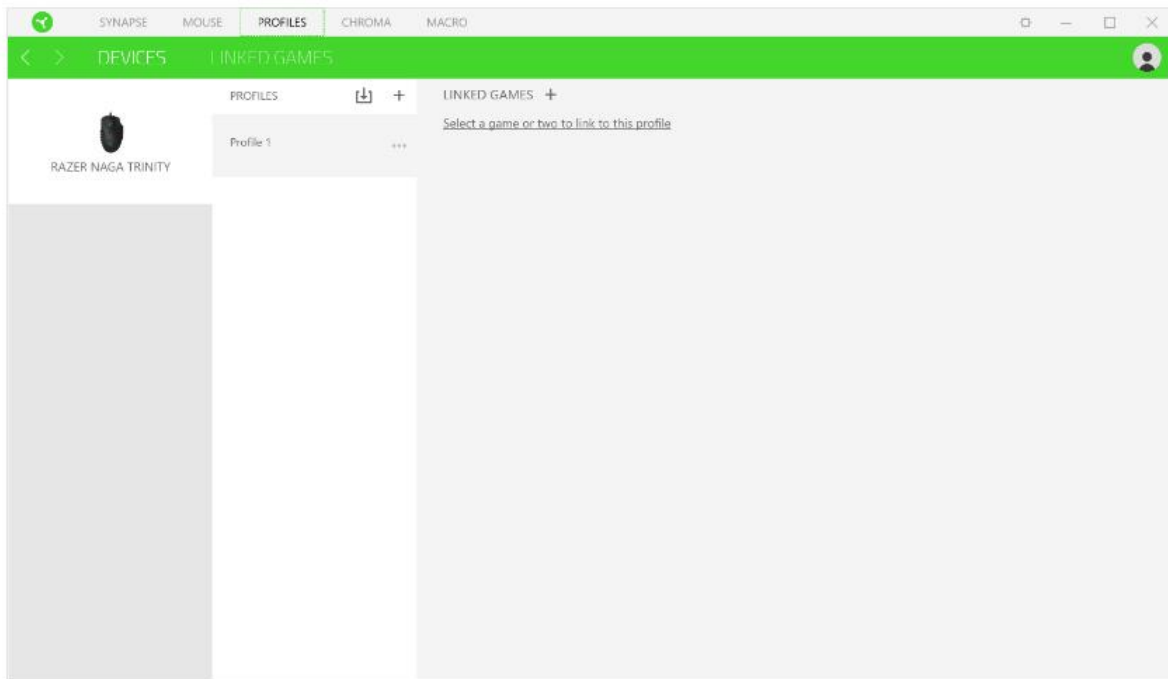 SYNAPSE MOUSE PROFILES CHROMA MACRO
DEVICES LINKED GAMES
PROFILES
LINKED GAMES
Select a game or two to link to this profile
Profile 1
RAZER NAGA TRINITY